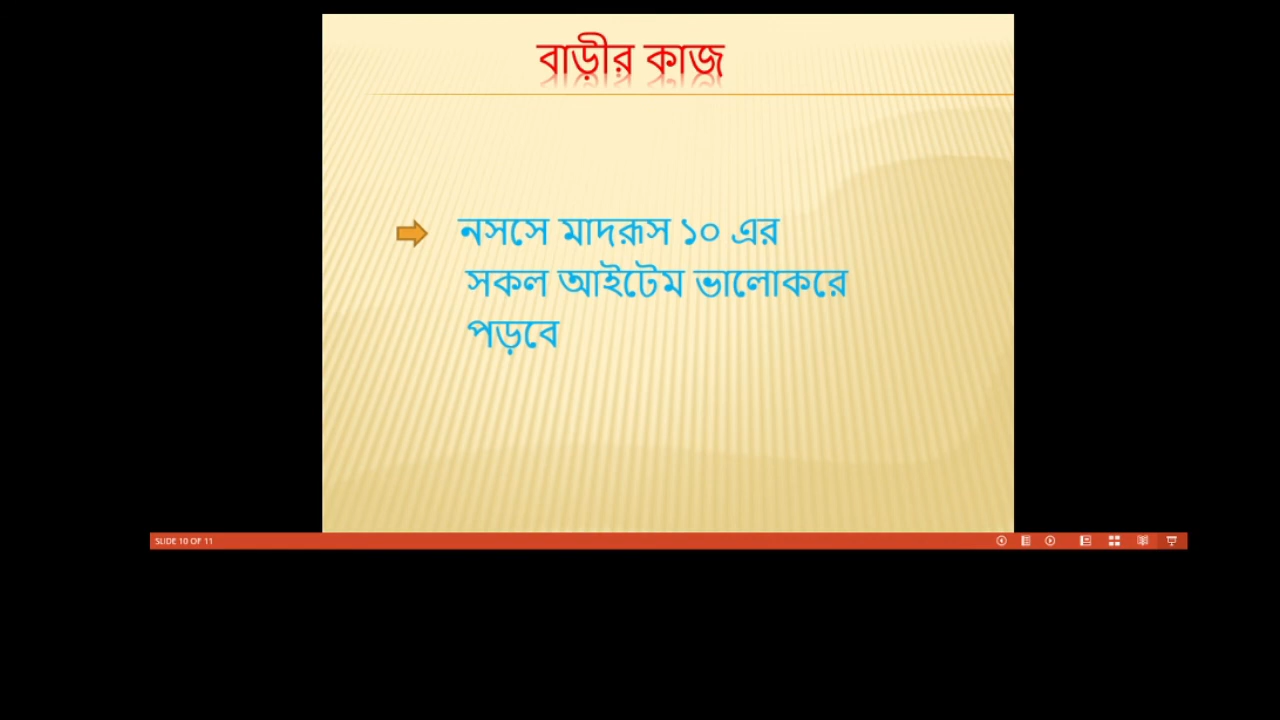 বাড়ীর কাজ
নসসে মাদরূস ১০ এর
সকল আইটেম ভালোকরে
পড়বে
SLIDE 10 OF 11